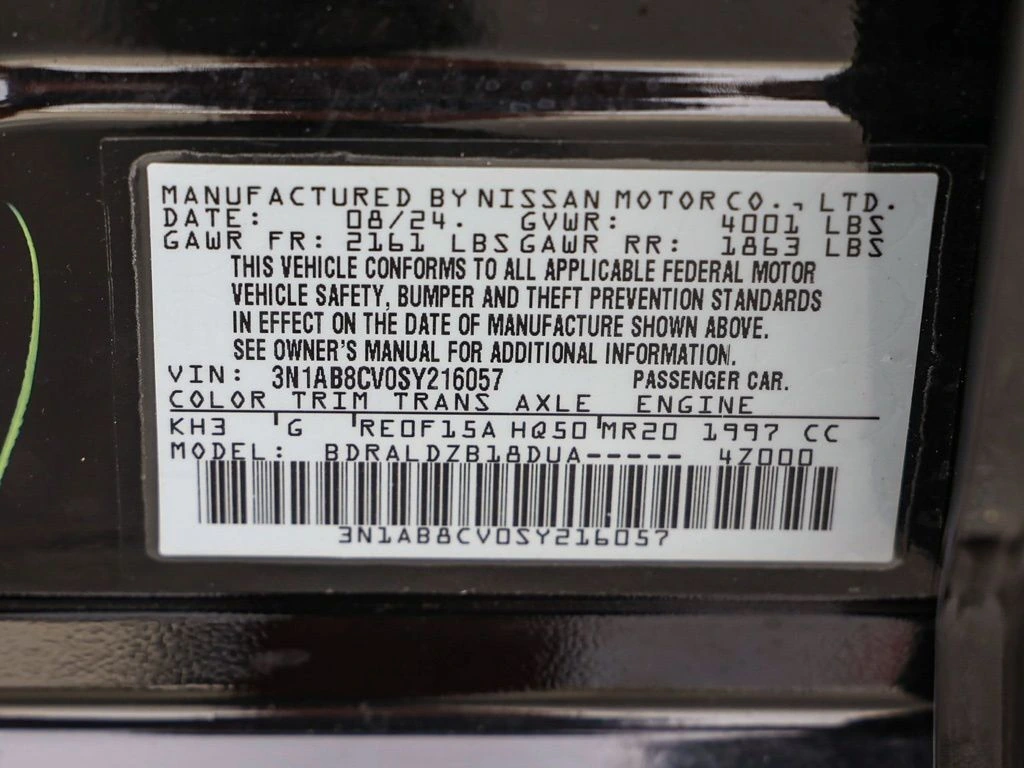 MANUFACTURED BY NISSAN MOTOR CO., LTD.
DATE: 08/24. GVWR: 4001 LBS
GAWR FR: 2161 LBS GAWR RR: 1863 LBS
THIS VEHICLE CONFORMS TO ALL APPLICABLE FEDERAL MOTOR
VEHICLE SAFETY, BUMPER AND THEFT PREVENTION STANDARDS
IN EFFECT ON THE DATE OF MANUFACTURE SHOWN ABOVE.
SEE OWNER'S MANUAL FOR ADDITIONAL INFORMATION.
VIN: 3N1AB8CV0SY216057 PASSENGER CAR.
COLOR TRIM TRANS AXLE ENGINE
KH3 G RE0F15A HQ50 MR20 1997 CC
MODEL: BDRALDZB18DUA----- 4Z000
3N1AB8CV0SY216057